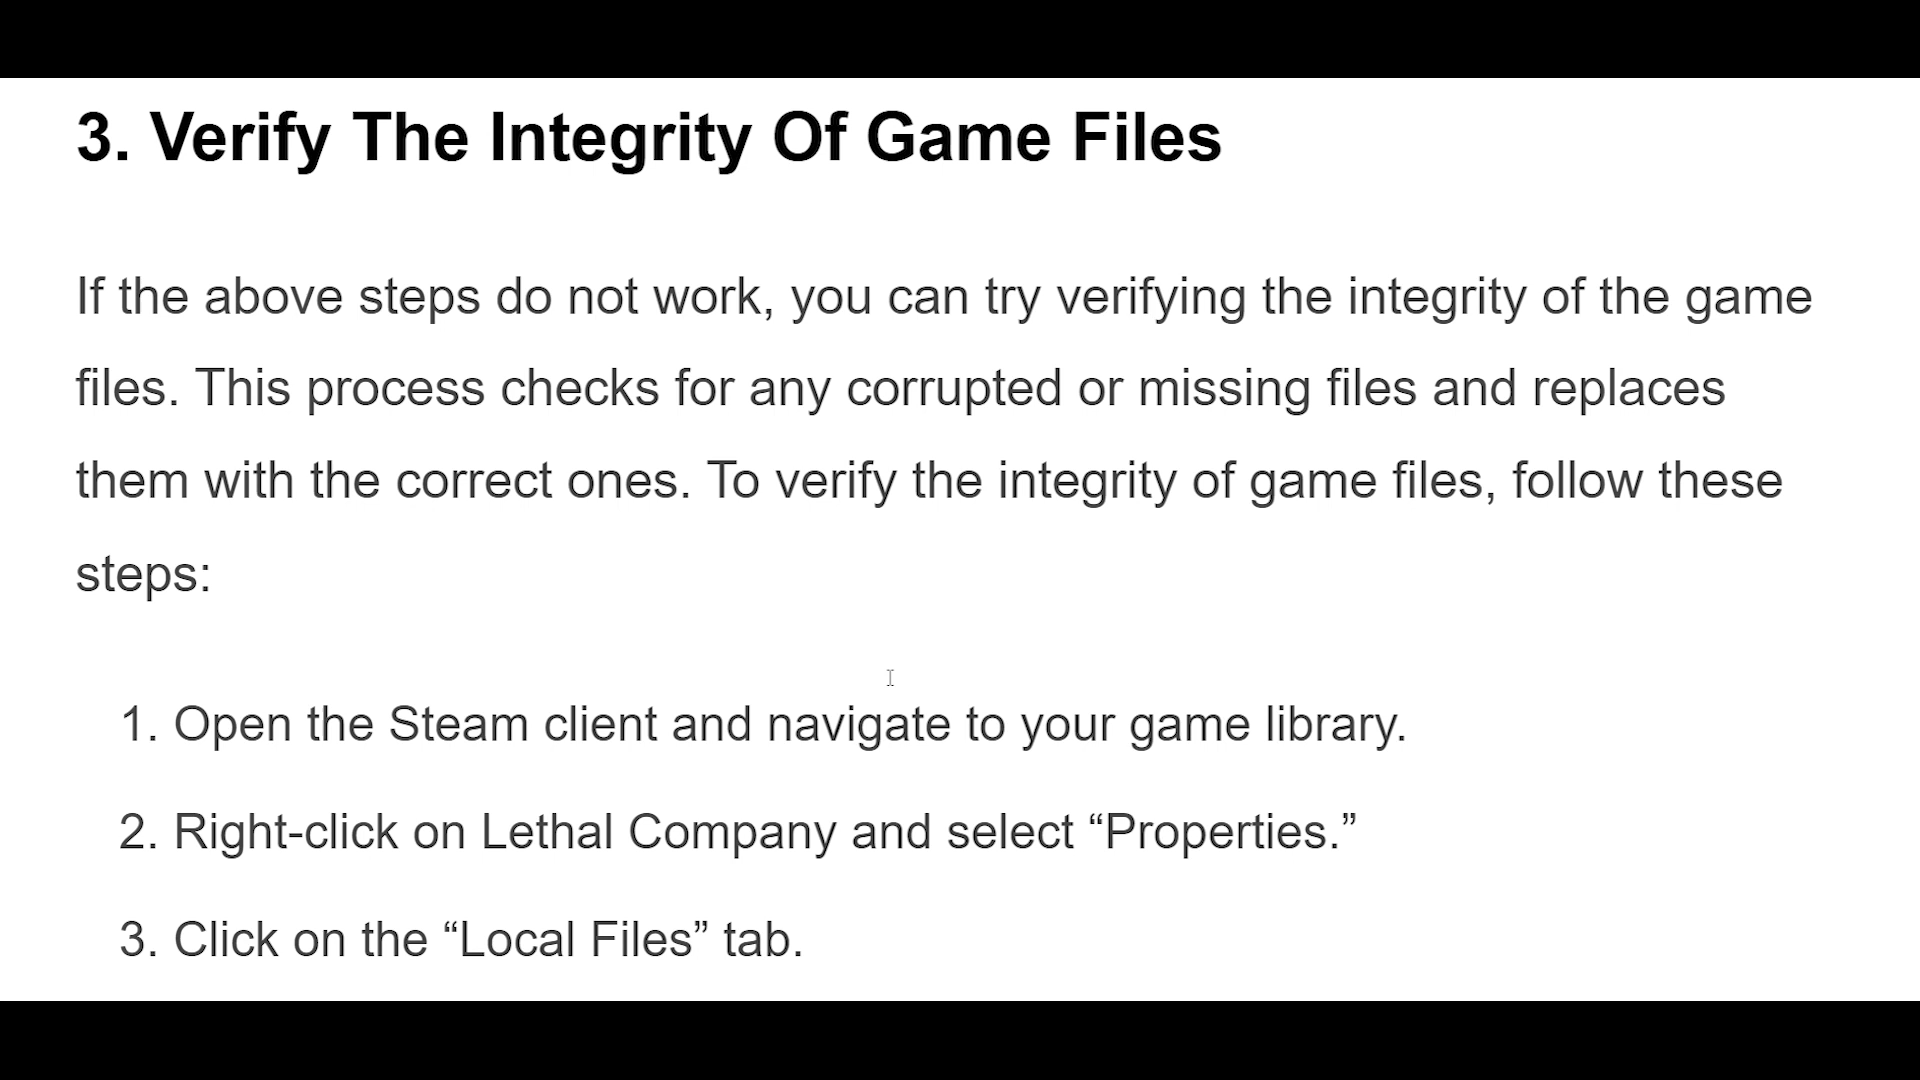 3. Verify The Integrity Of Game Files
If the above steps do not work, you can try verifying the integrity of the game
files. This process checks for any corrupted or missing files and replaces
them with the correct ones. To verify the integrity of game files, follow these
steps:
1. Open the Steam client and navigate to your game library.
2. Right-click on Lethal Company and select “Properties.”
3. Click on the “Local Files” tab.